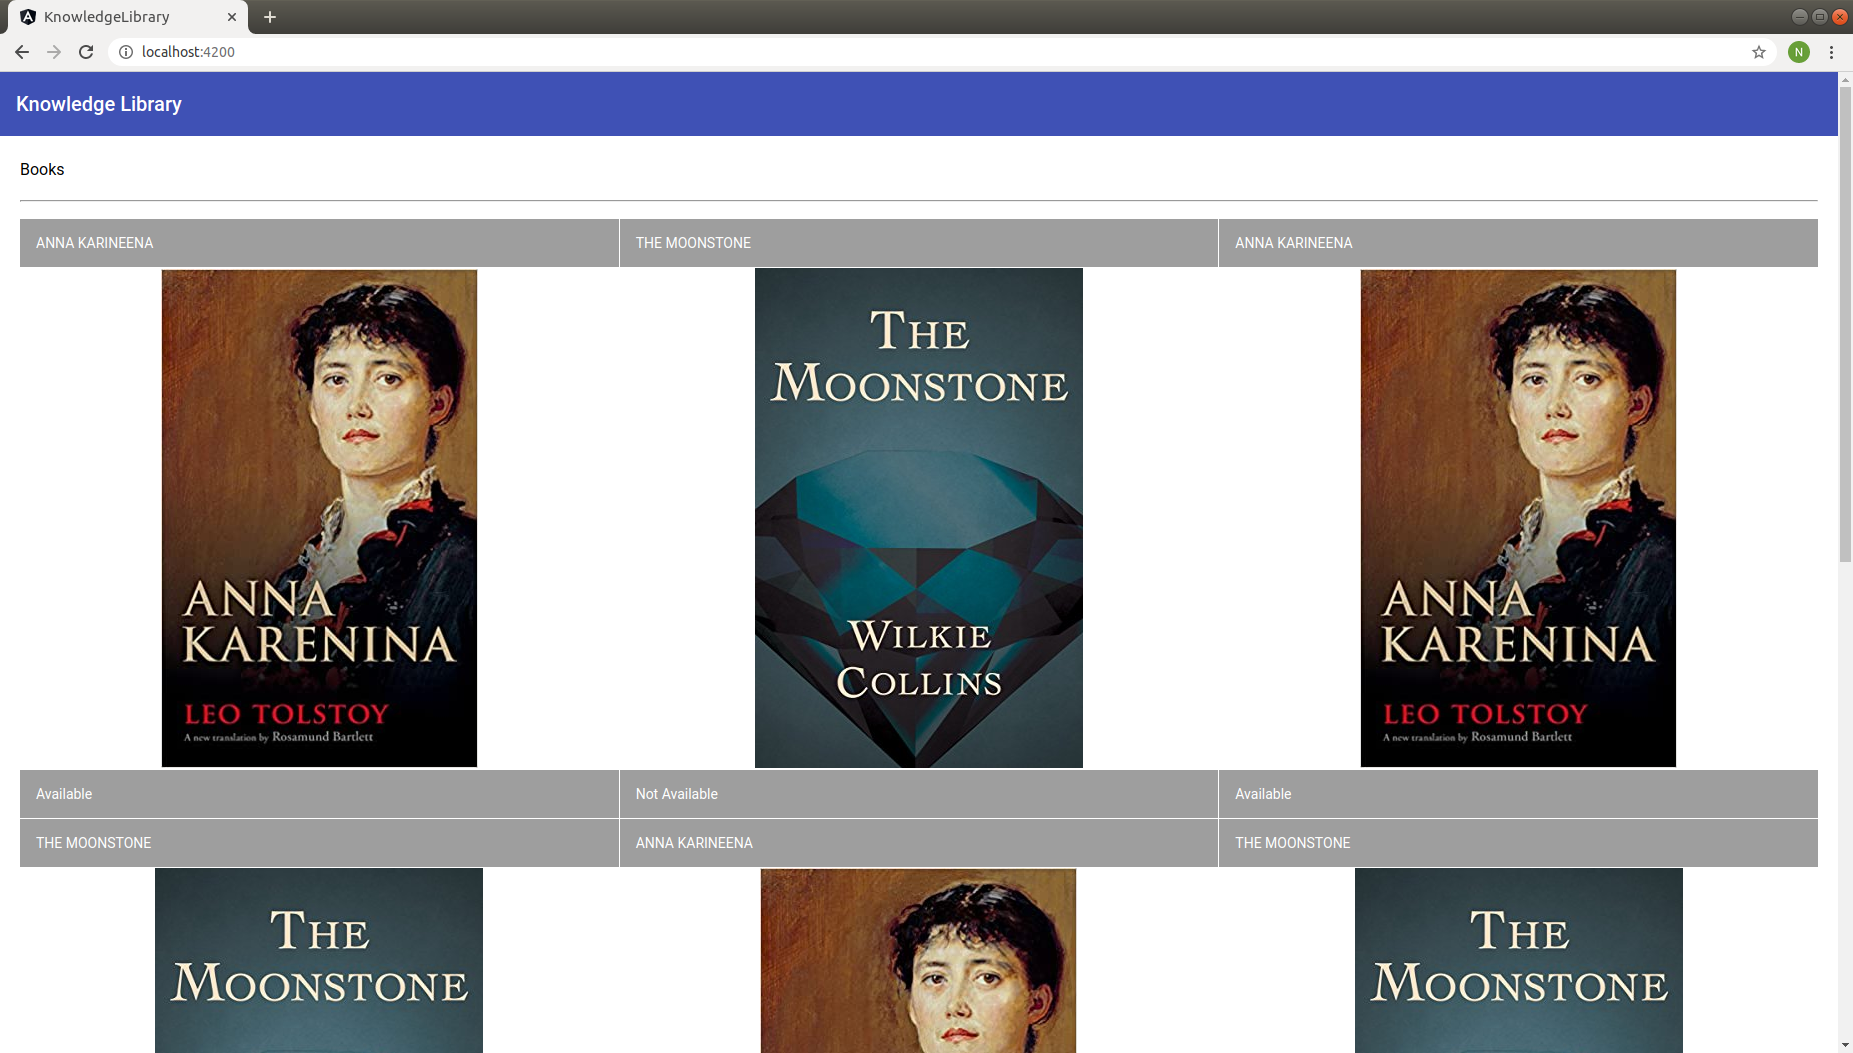 KnowledgeLibrary
localhost:4200
N
Knowledge Library
Books
ANNA KARINEENA
THE MOONSTONE
ANNA KARINEENA
ANNA
KARENINA
LEO TOLSTOY
A new translation by Rosamund Bartlett
THE
MOONSTONE
WILKIE
COLLINS
ANNA
KARENINA
LEO TOLSTOY
A new translation by Rosamund Bartlett
Available
Not Available
Available
THE MOONSTONE
ANNA KARINEENA
THE MOONSTONE
THE
MOONSTONE
THE
MOONSTONE